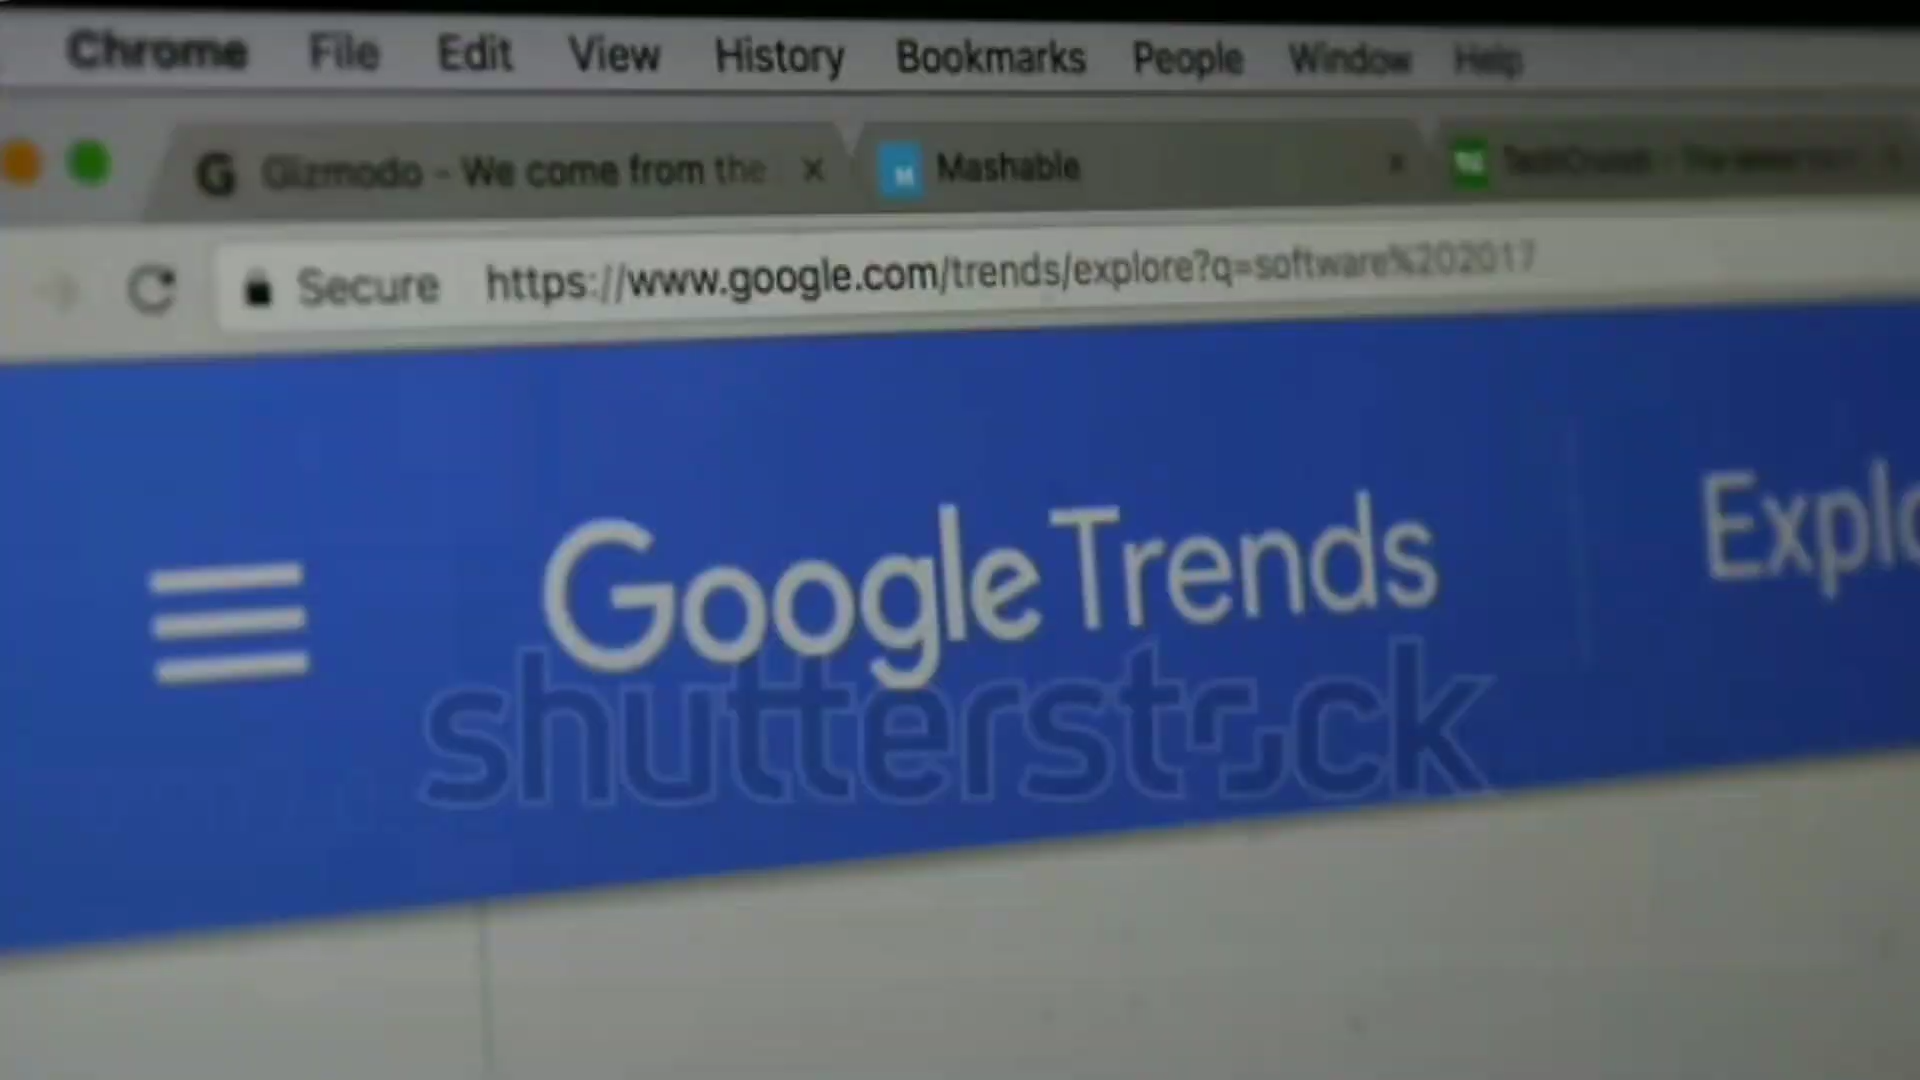 Chrome File Edit View History Bookmarks People Window Help
G Gizmodo - We come from the × M Mashable ×
Secure https://www.google.com/trends/explore?q=software%202017
Google Trends
Explo
shutterstock